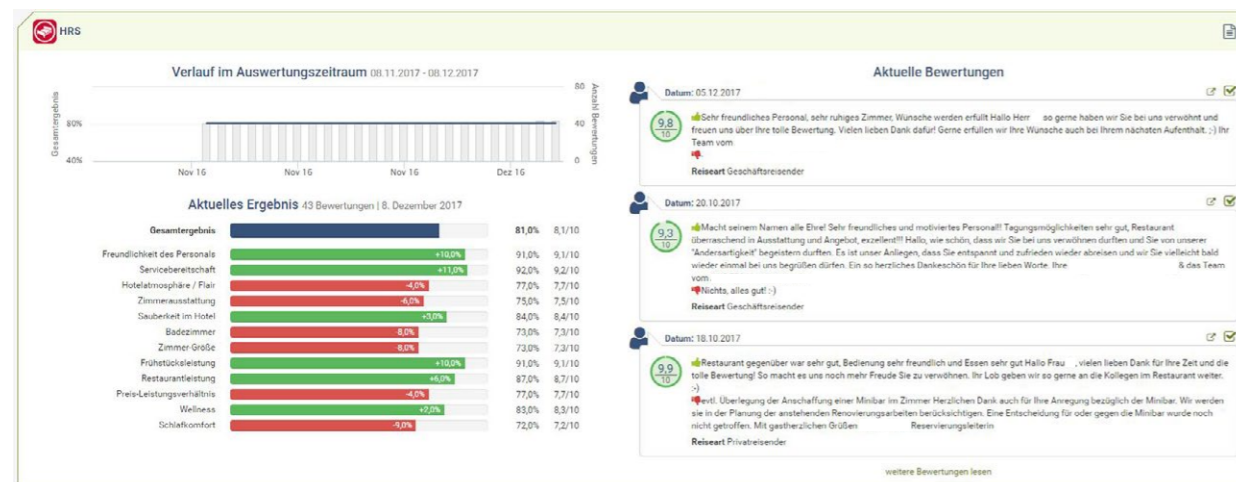 HRS
Verlauf im Auswertungszeitraum 08.11.2017 - 08.12.2017
Gesamtergebnis
80%
40%
80
40
0
Anzahl Bewertungen
Nov 16 Nov 16 Nov 16 Dez 16
Aktuelles Ergebnis 43 Bewertungen | 8. Dezember 2017
Gesamtergebnis 81,0% 8,1/10
Freundlichkeit des Personals +10,0% 91,0% 9,1/10
Servicebereitschaft +11,0% 92,0% 9,2/10
Hotelatmosphäre / Flair -4,0% 77,0% 7,7/10
Zimmerausstattung -6,0% 75,0% 7,5/10
Sauberkeit im Hotel +3,0% 84,0% 8,4/10
Badezimmer -8,0% 73,0% 7,3/10
Zimmer-Größe -8,0% 73,0% 7,3/10
Frühstücksleistung +10,0% 91,0% 9,1/10
Restaurantleistung +6,0% 87,0% 8,7/10
Preis-Leistungsverhältnis -4,0% 77,0% 7,7/10
Wellness +2,0% 83,0% 8,3/10
Schlafkomfort -9,0% 72,0% 7,2/10
Aktuelle Bewertungen
Datum: 05.12.2017
9,8
10
Sehr freundliches Personal, sehr ruhiges Zimmer, Wünsche werden erfüllt Hallo Herr so gerne haben wir Sie bei uns verwöhnt und
freuen uns über Ihre tolle Bewertung. Vielen lieben Dank dafür! Gerne erfüllen wir Ihre Wünsche auch bei Ihrem nächsten Aufenthalt. ;-) Ihr
Team vom
-
Reiseart Geschäftsreisender
Datum: 20.10.2017
9,3
10
Macht seinem Namen alle Ehre! Sehr freundliches und motiviertes Personal!! Tagungsmöglichkeiten sehr gut, Restaurant
überraschend in Ausstattung und Angebot, exzellent!!! Hallo, wie schön, dass wir Sie bei uns verwöhnen durften und Sie von unserer
"Andersartigkeit" begeistern durften. Es ist unser Anliegen, dass Sie entspannt und zufrieden wieder abreisen und wir Sie vielleicht bald
wieder einmal bei uns begrüßen dürfen. Ein so herzliches Dankeschön für Ihre lieben Worte. Ihre & das Team
vom.
Nichts, alles gut! :-)
Reiseart Geschäftsreisender
Datum: 18.10.2017
9,9
10
Restaurant gegenüber war sehr gut, Bedienung sehr freundlich und Essen sehr gut Hallo Frau , vielen lieben Dank für Ihre Zeit und die
tolle Bewertung! So macht es uns noch mehr Freude Sie zu verwöhnen. Ihr Lob geben wir so gerne an die Kollegen im Restaurant weiter.
:-)
evtl. Überlegung der Anschaffung einer Minibar im Zimmer Herzlichen Dank auch für Ihre Anregung bezüglich der Minibar. Wir werden
sie in der Planung der anstehenden Renovierungsarbeiten berücksichtigen. Eine Entscheidung für oder gegen die Minibar wurde noch
nicht getroffen. Mit gastherzlichen Grüßen Reservierungsleiterin
Reiseart Privatreisender
weitere Bewertungen lesen